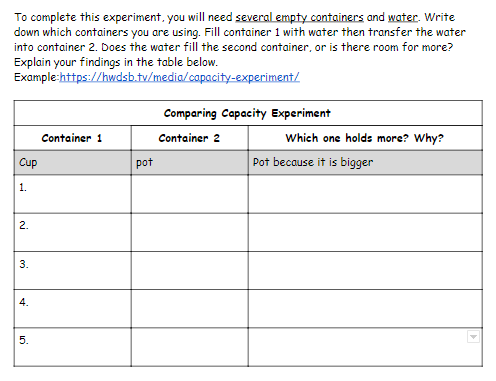 To complete this experiment, you will need several empty containers and water. Write
down which containers you are using. Fill container 1 with water then transfer the water
into container 2. Does the water fill the second container, or is there room for more?
Explain your findings in the table below.
Example:https://hwdsb.tv/media/capacity-experiment/
Comparing Capacity Experiment
Container 1 Container 2 Which one holds more? Why?
Cup pot Pot because it is bigger
1.
2.
3.
4.
5.